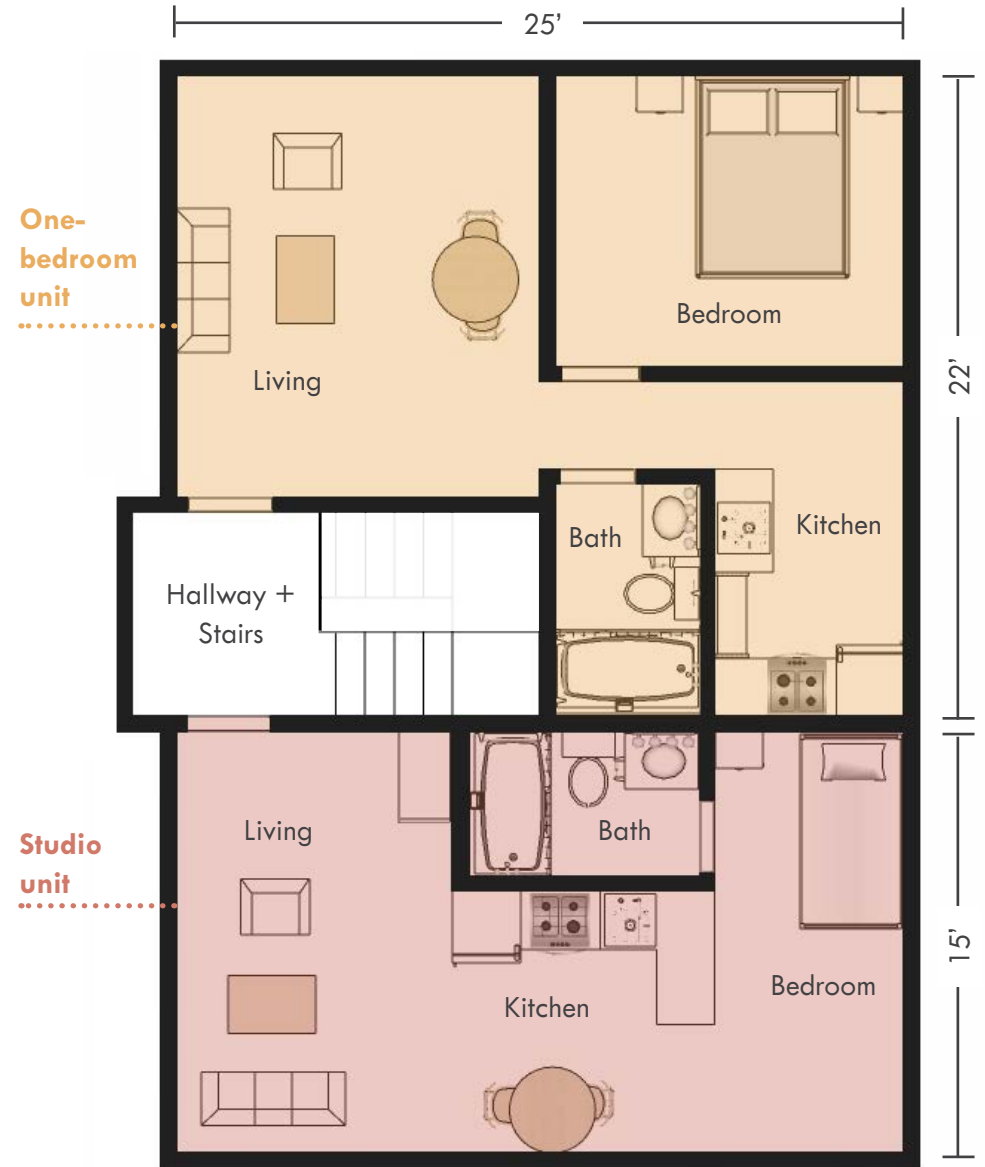 25’
One-
bedroom
unit
Bedroom
22’
Living
Kitchen
Bath
Hallway +
Stairs
Living
Bath
Studio
unit
15’
Bedroom
Kitchen